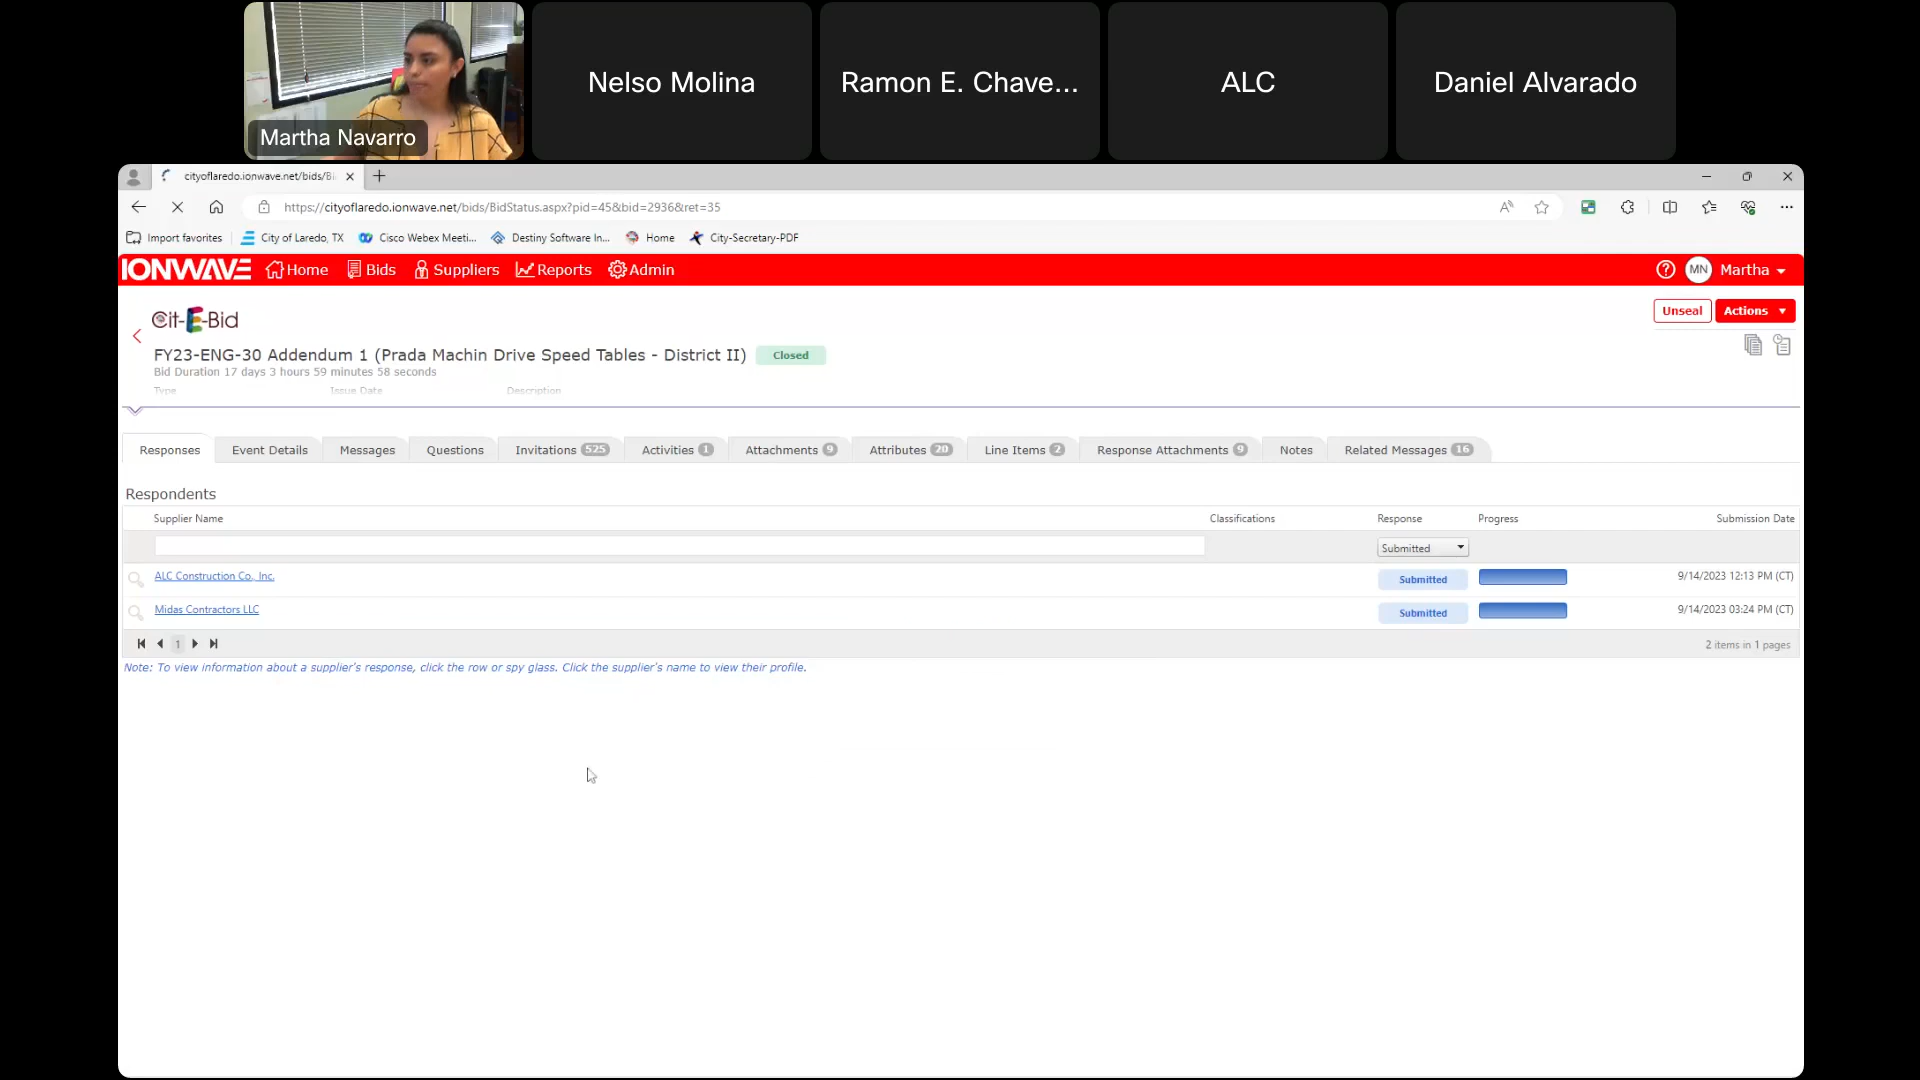 Martha Navarro
Nelso Molina
Ramon E. Chave...
ALC
Daniel Alvarado
cityoflaredo.ionwave.net/bids/Bi
https://cityoflaredo.ionwave.net/bids/BidStatus.aspx?pid=45&bid=2936&ret=35
Import favorites
City of Laredo, TX
Cisco Webex Meeti...
Destiny Software In...
Home
City-Secretary-PDF
IONWAVE
Home
Bids
Suppliers
Reports
Admin
MN
Martha
Cit-E-Bid
Unseal
Actions
FY23-ENG-30 Addendum 1 (Prada Machin Drive Speed Tables - District II)
Closed
Bid Duration 17 days 3 hours 59 minutes 58 seconds
Type
Issue Date
Description
Responses
Event Details
Messages
Questions
Invitations 525
Activities 1
Attachments 9
Attributes 20
Line Items 2
Response Attachments 9
Notes
Related Messages 16
Respondents
Supplier Name
Classifications
Response
Progress
Submission Date
Submitted
ALC Construction Co., Inc.
Submitted
9/14/2023 12:13 PM (CT)
Midas Contractors LLC
Submitted
9/14/2023 03:24 PM (CT)
1
2 items in 1 pages
Note: To view information about a supplier's response, click the row or spy glass. Click the supplier's name to view their profile.